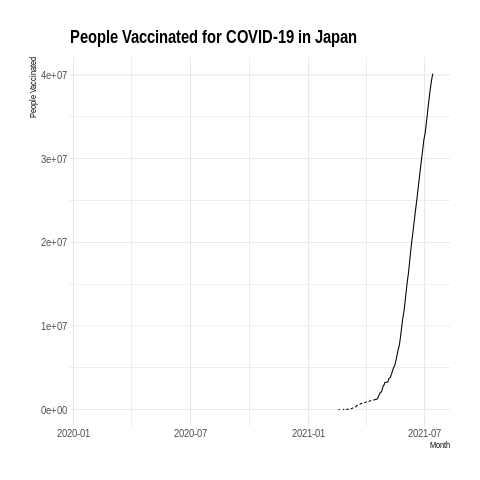 People Vaccinated for COVID-19 in Japan
People Vaccinated
4e+07
3e+07
2e+07
1e+07
0e+00
2020-01
2020-07
2021-01
2021-07
Month